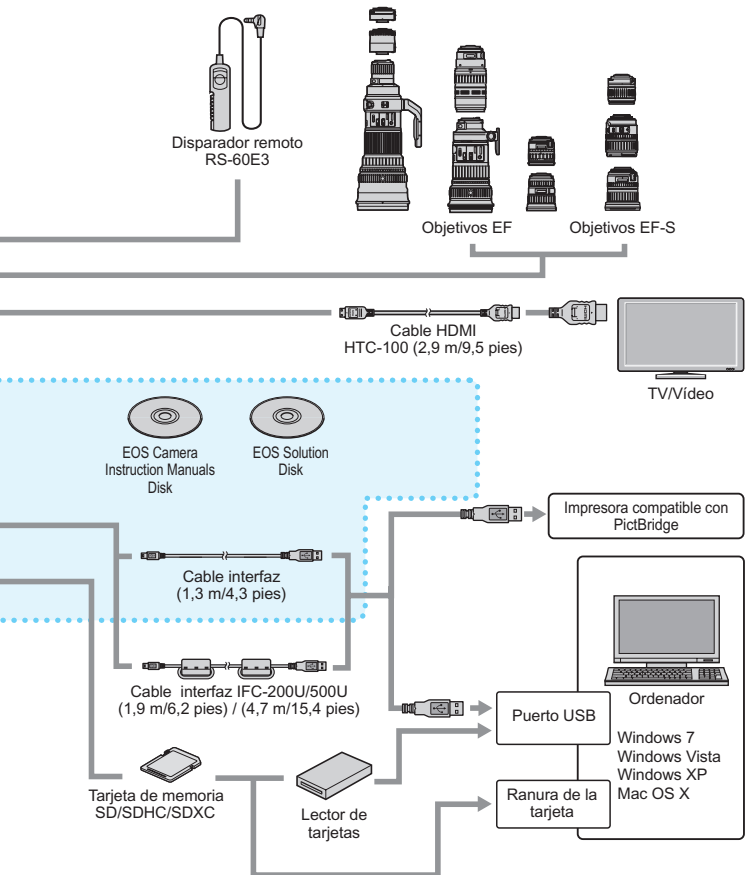 Disparador remoto
RS-60E3
Objetivos EF
Objetivos EF-S
Cable HDMI
HTC-100 (2,9 m/9,5 pies)
TV/Vídeo
EOS Camera
Instruction Manuals
Disk
EOS Solution
Disk
Impresora compatible con
PictBridge
Cable interfaz
(1,3 m/4,3 pies)
Cable interfaz IFC-200U/500U
(1,9 m/6,2 pies) / (4,7 m/15,4 pies)
Puerto USB
Ordenador
Windows 7
Windows Vista
Windows XP
Mac OS X
Tarjeta de memoria
SD/SDHC/SDXC
Lector de
tarjetas
Ranura de la
tarjeta